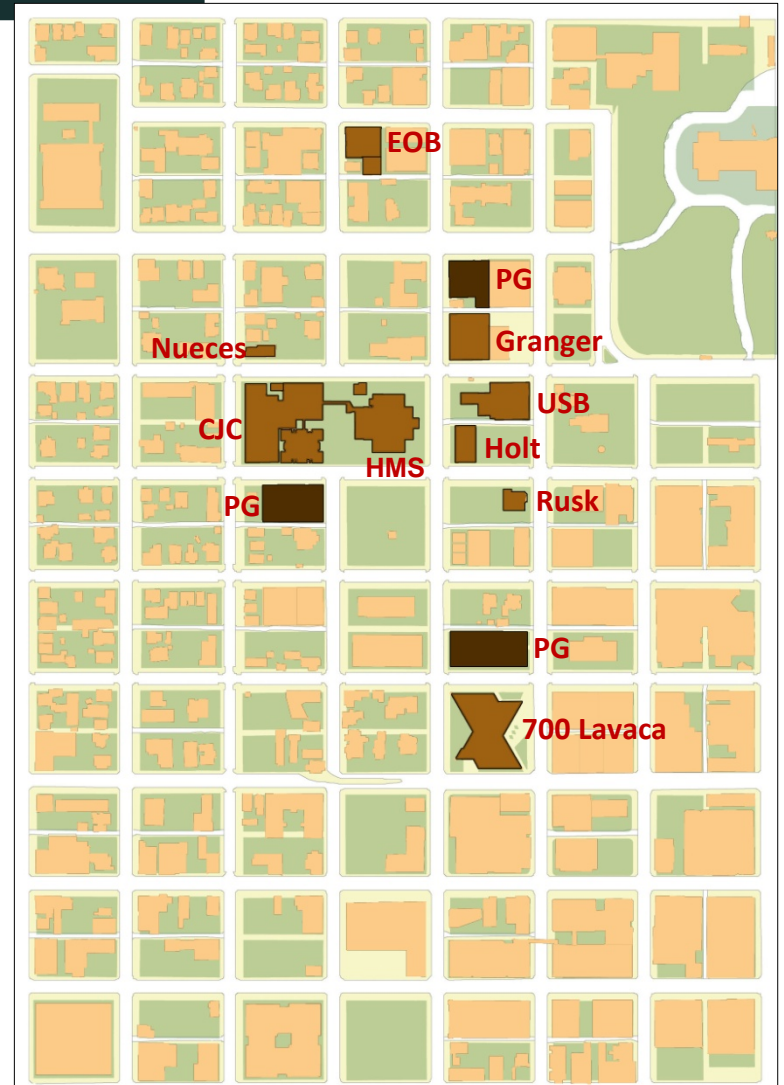 EOB
PG
Granger
Nueces
USB
CJC
Holt
HMS
PG
Rusk
PG
700 Lavaca